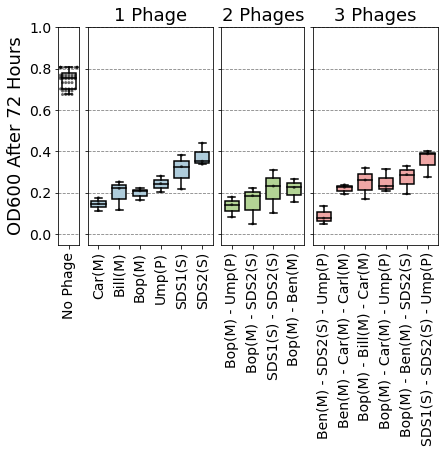 1 Phage
2 Phages
3 Phages
OD600 After 72 Hours
1.0
0.8
0.6
0.4
0.2
0.0
No Phage
Car(M)
Bill(M)
Bop(M)
Ump(P)
SDS1(S)
SDS2(S)
Bop(M) - Ump(P)
Bop(M) - SDS2(S)
SDS1(S) - SDS2(S)
Bop(M) - Ben(M)
Ben(M) - SDS2(S) - Ump(P)
Ben(M) - Car(M) - Carl(M)
Bop(M) - Bill(M) - Car(M)
Bop(M) - Car(M) - Ump(P)
Bop(M) - Ben(M) - SDS2(S)
SDS1(S) - SDS2(S) - Ump(P)